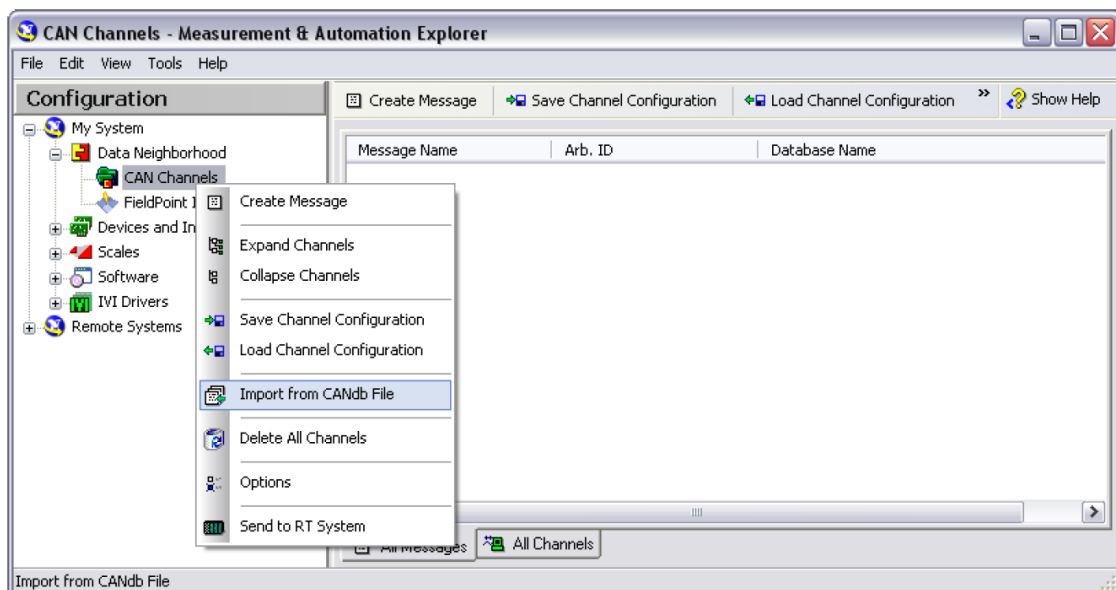 CAN Channels - Measurement & Automation Explorer
File Edit View Tools Help
Configuration
Create Message Save Channel Configuration Load Channel Configuration » Show Help
My System
Data Neighborhood
CAN Channels
FieldPoint
Devices and In
Scales
Software
IVI Drivers
Remote Systems
Message Name Arb. ID Database Name
Create Message
Expand Channels
Collapse Channels
Save Channel Configuration
Load Channel Configuration
Import from CANdb File
Delete All Channels
Options
Send to RT System
All Messages All Channels
Import from CANdb File